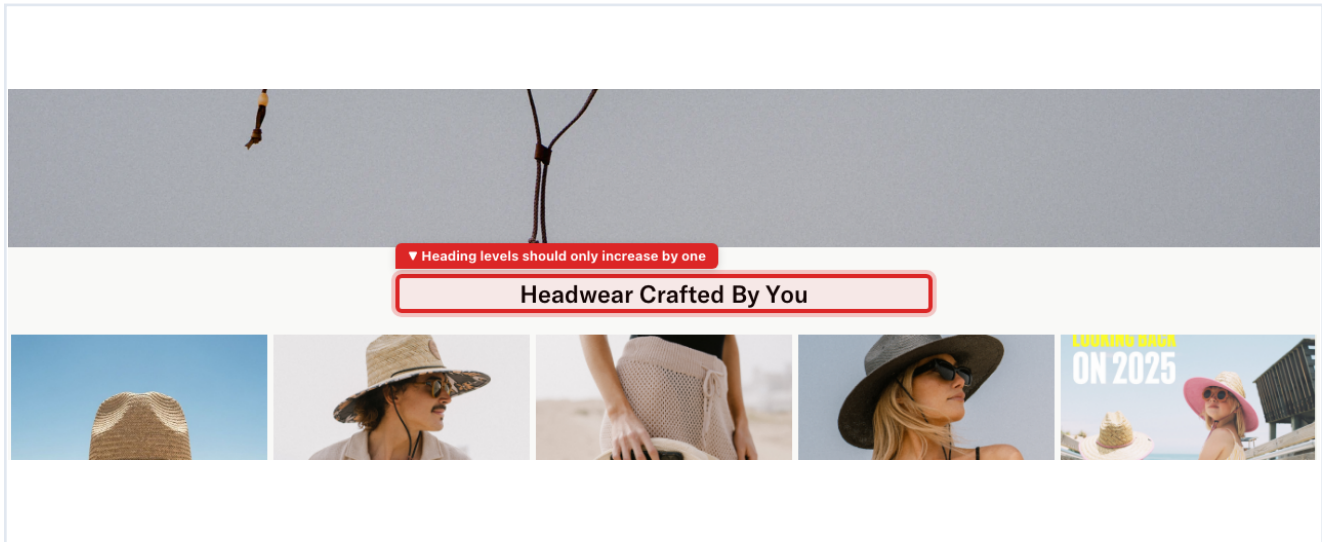 ▼ Heading levels should only increase by one
Headwear Crafted By You
LOOKING BACK
ON 2025